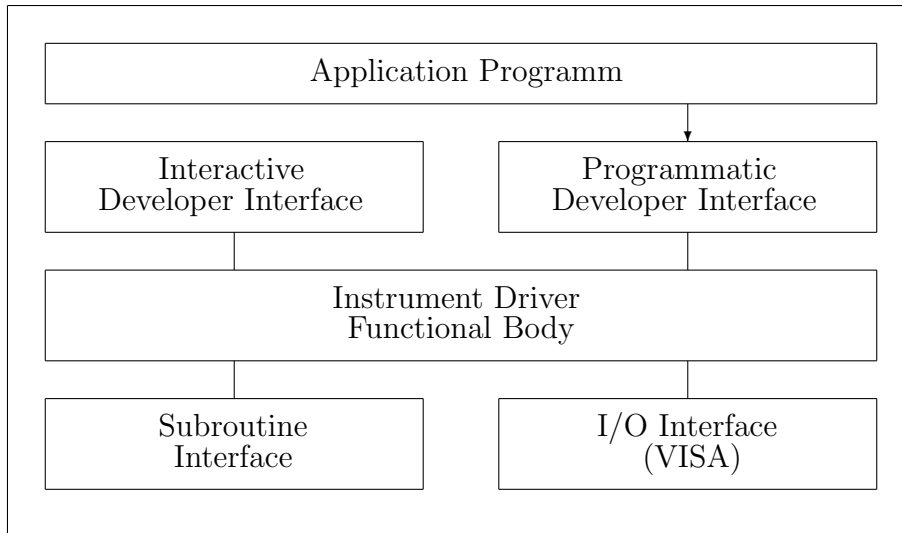 Application Programm
Interactive
Developer Interface
Programmatic
Developer Interface
Instrument Driver
Functional Body
Subroutine
Interface
I/O Interface
(VISA)